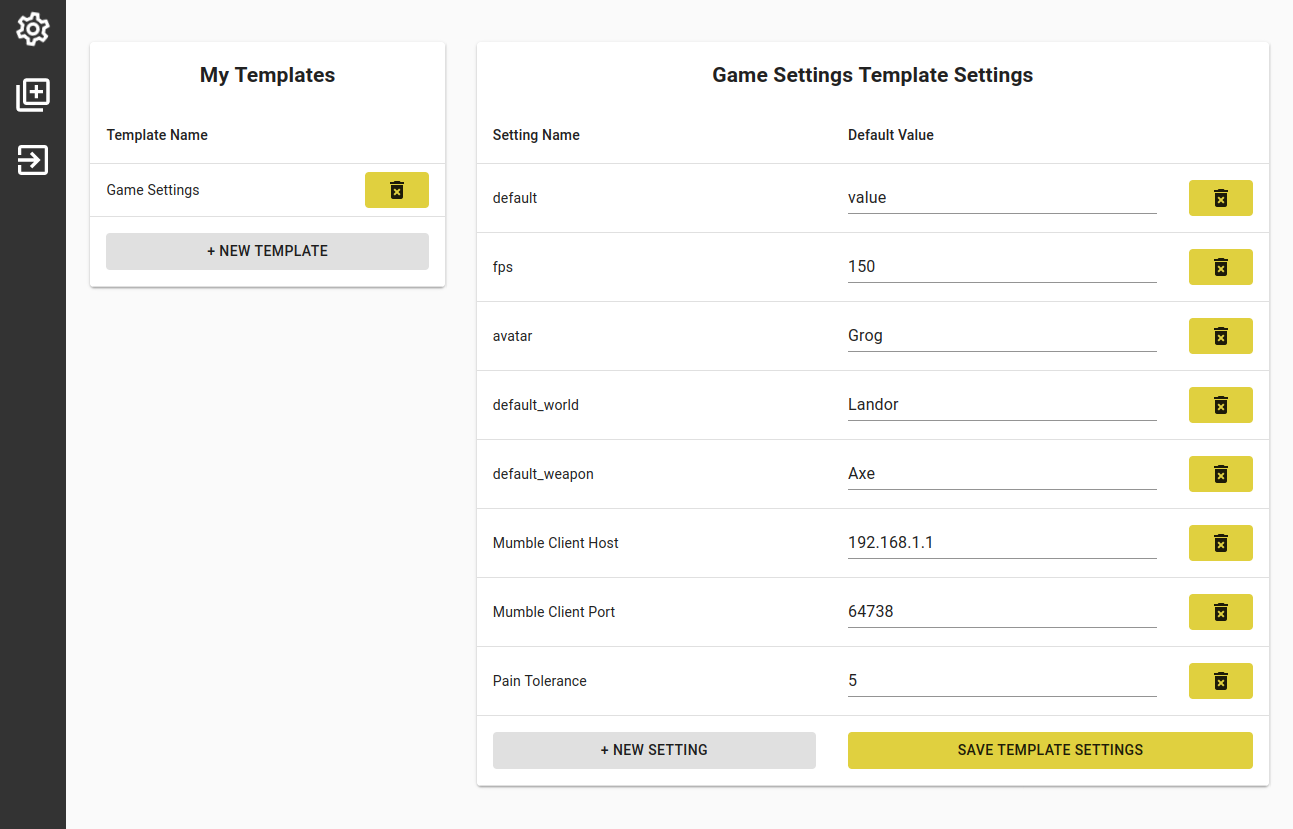 My Templates
Template Name
Game Settings
+ NEW TEMPLATE
Game Settings Template Settings
Setting Name Default Value
default value
fps 150
avatar Grog
default_world Landor
default_weapon Axe
Mumble Client Host 192.168.1.1
Mumble Client Port 64738
Pain Tolerance 5
+ NEW SETTING SAVE TEMPLATE SETTINGS